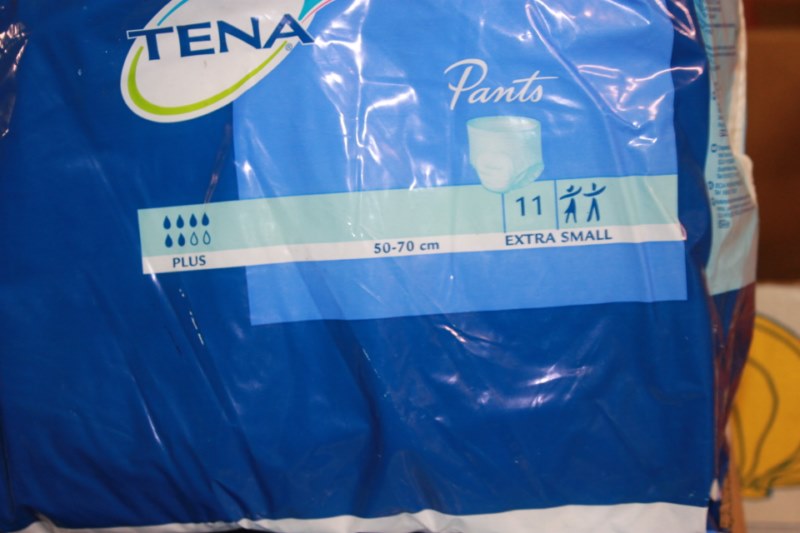 TENA
Pants
11
PLUS
50-70 cm
EXTRA SMALL